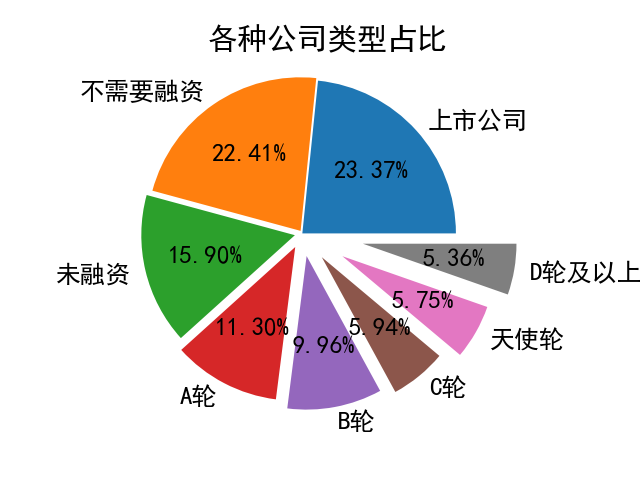 各种公司类型占比
不需要融资
上市公司
22.41%
23.37%
15.90%
5.36%
未融资
D轮及以上
5.75%
11.30%
5.94%
9.96%
天使轮
C轮
A轮
B轮